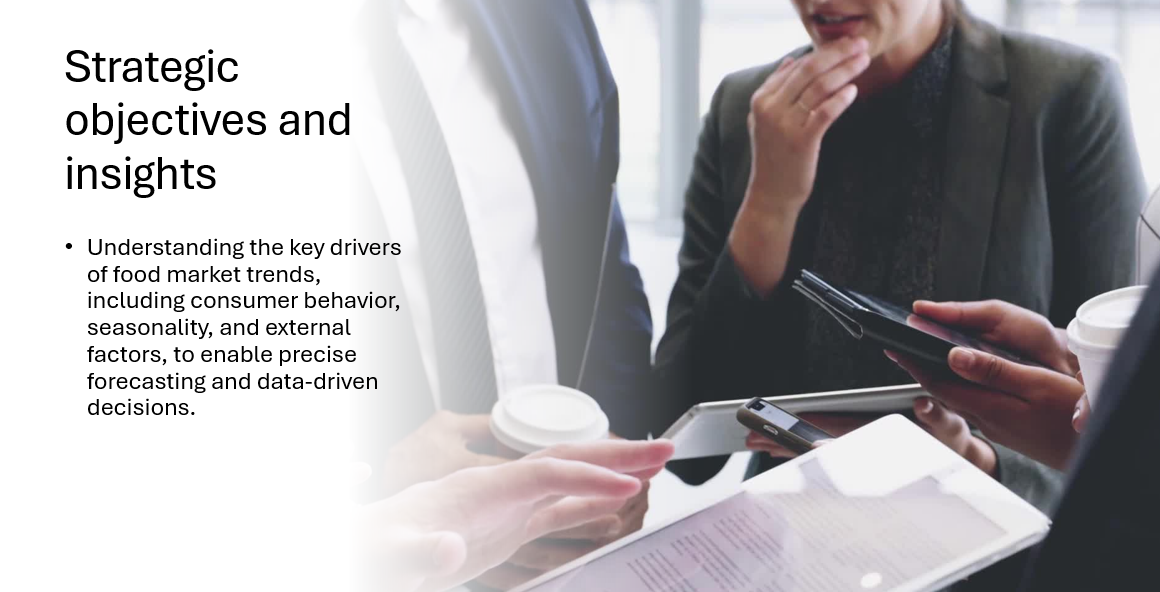 Strategic
objectives and
insights
• Understanding the key drivers
of food market trends,
including consumer behavior,
seasonality, and external
factors, to enable precise
forecasting and data-driven
decisions.